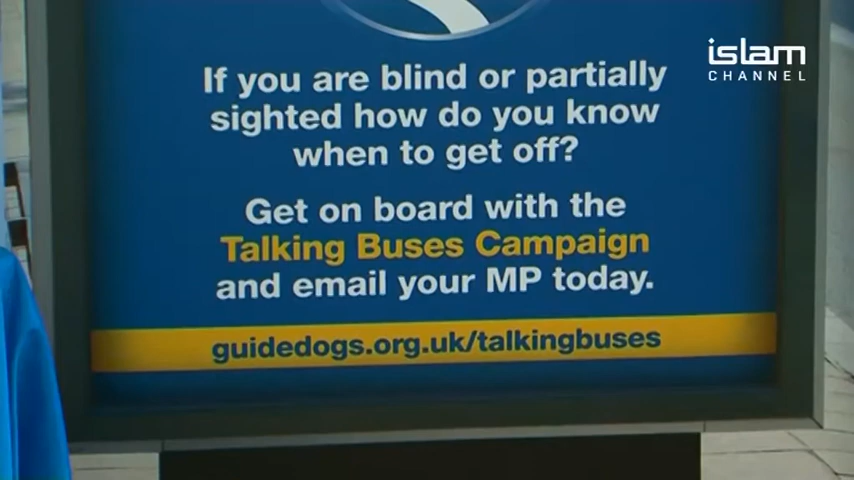 islam
CHANNEL
If you are blind or partially
sighted how do you know
when to get off?
Get on board with the
Talking Buses Campaign
and email your MP today.
guidedogs.org.uk/talkingbuses